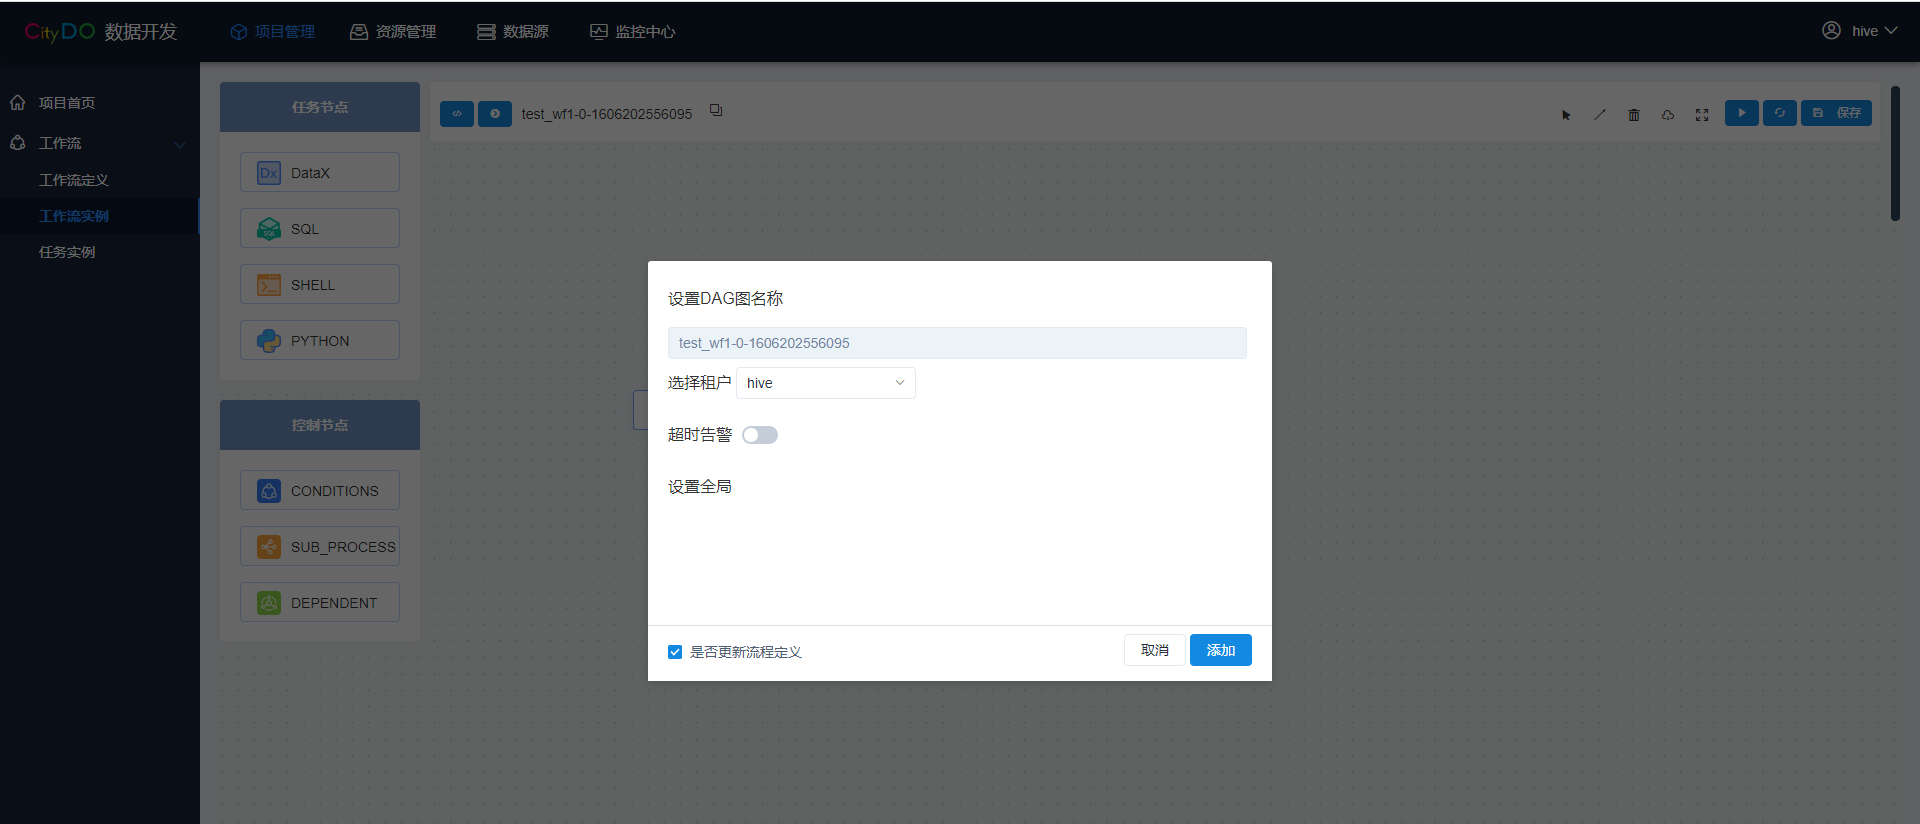 CityDO 数据开发
项目管理
资源管理
数据源
监控中心
hive
项目首页
工作流
工作流定义
工作流实例
任务实例
任务节点
DataX
SQL
SHELL
PYTHON
控制节点
CONDITIONS
SUB_PROCESS
DEPENDENT
test_wf1-0-1606202556095
保存
设置DAG图名称
test_wf1-0-1606202556095
选择租户 hive
超时告警
设置全局
是否更新流程定义
取消
添加